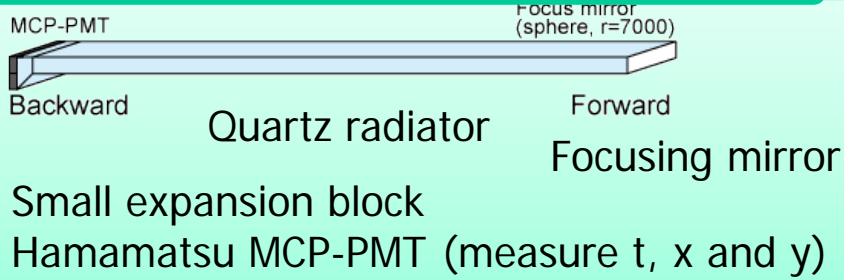 MCP-PMT
Focus mirror
(sphere, r=7000)
Backward
Forward
Quartz radiator
Focusing mirror
Small expansion block
Hamamatsu MCP-PMT (measure t, x and y)